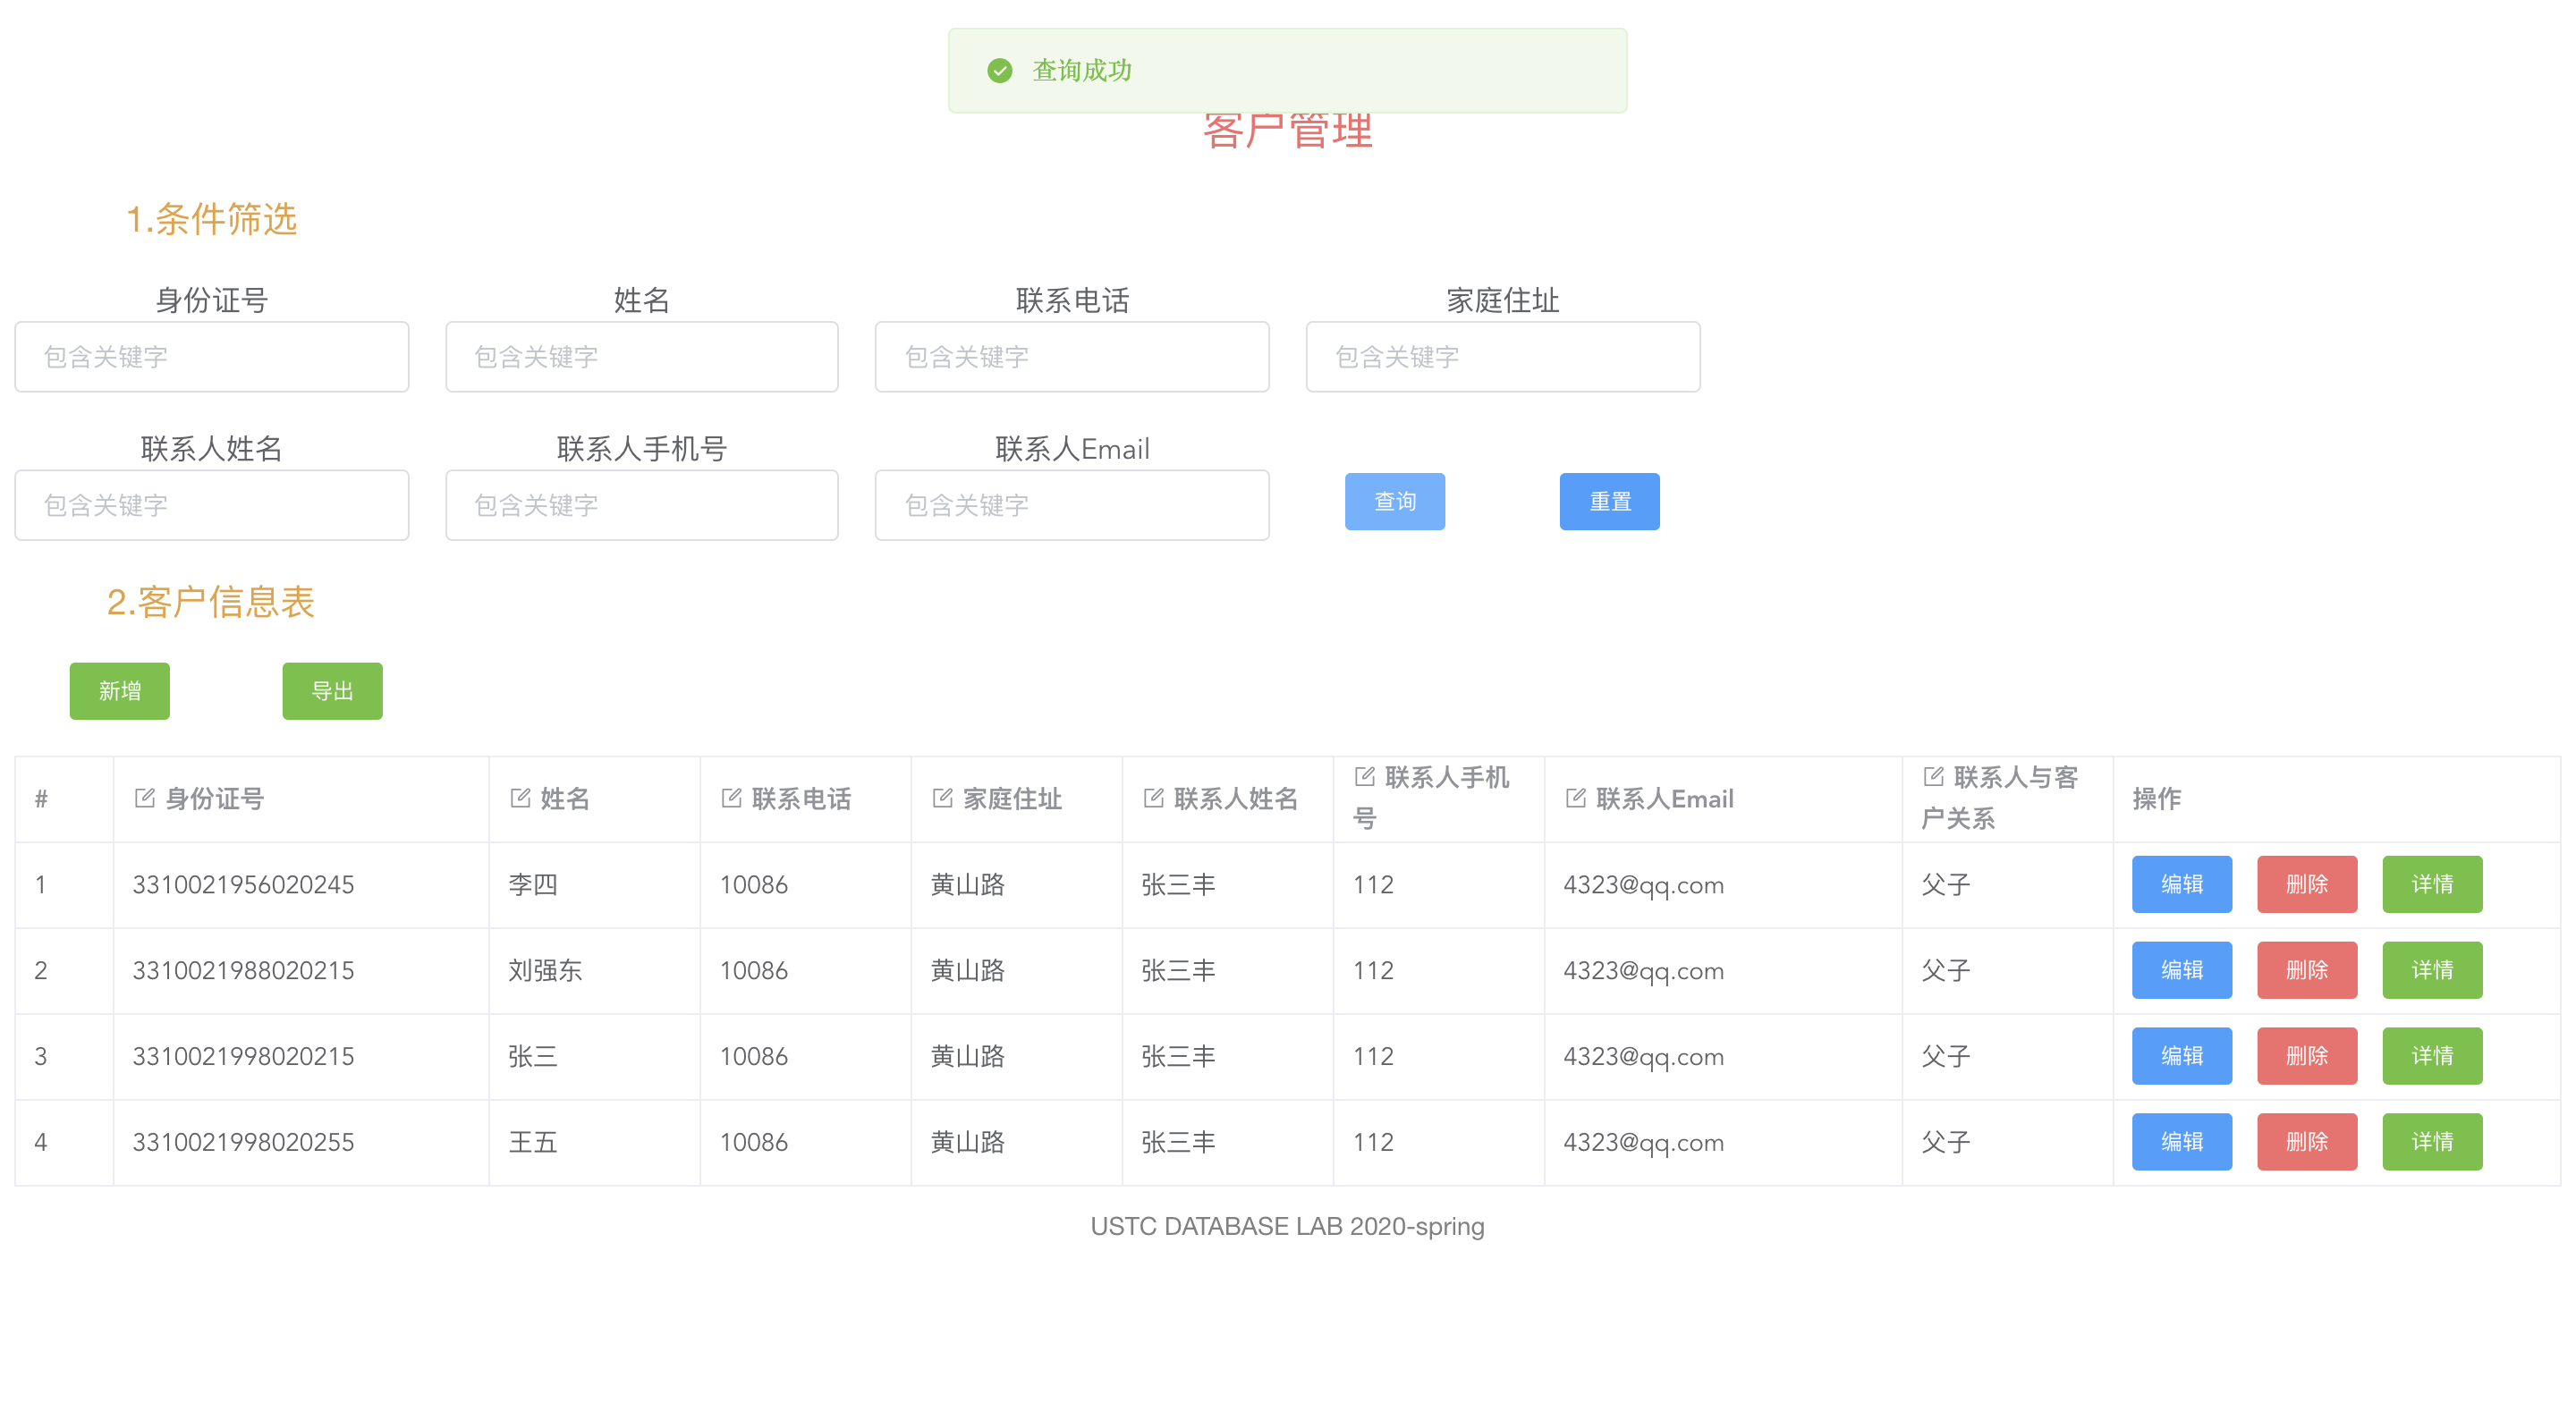 查询成功
客户管理
1.条件筛选
身份证号 姓名 联系电话 家庭住址
包含关键字 包含关键字 包含关键字 包含关键字
联系人姓名 联系人手机号 联系人Email
包含关键字 包含关键字 包含关键字 查询 重置
2.客户信息表
新增 导出
# 身份证号 姓名 联系电话 家庭住址 联系人姓名 联系人手机号 联系人Email 联系人与客户关系 操作
1 3310021956020245 李四 10086 黄山路 张三丰 112 4323@qq.com 父子 编辑 删除 详情
2 3310021988020215 刘强东 10086 黄山路 张三丰 112 4323@qq.com 父子 编辑 删除 详情
3 3310021998020215 张三 10086 黄山路 张三丰 112 4323@qq.com 父子 编辑 删除 详情
4 3310021998020255 王五 10086 黄山路 张三丰 112 4323@qq.com 父子 编辑 删除 详情
USTC DATABASE LAB 2020-spring